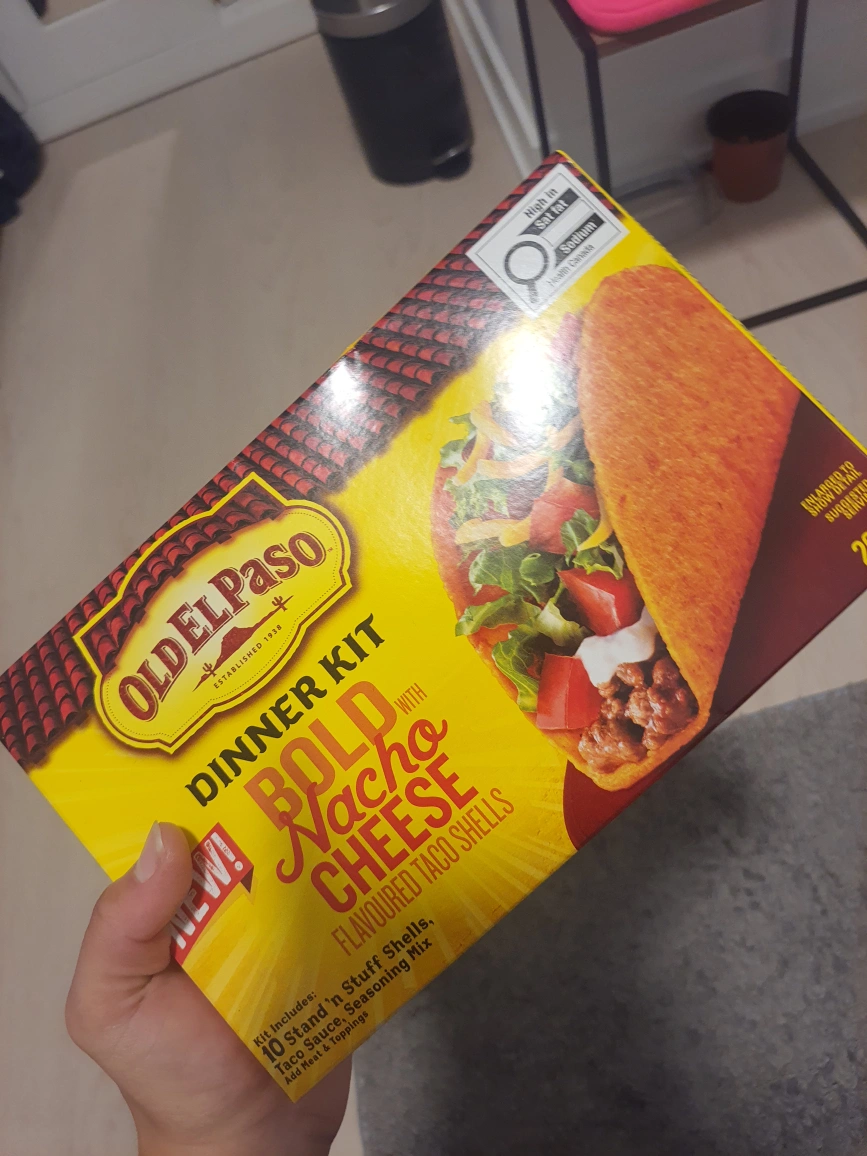 High in
Sat fat
Sodium
Health Canada
OLD EL PASO
ESTABLISHED 1938
DINNER KIT
BOLD WITH
Nacho
CHEESE
FLAVOURED TACO SHELLS
NEW!
Kit Includes:
10 Stand 'n Stuff Shells,
Taco Sauce, Seasoning Mix
Add Meat & Toppings
ENLARGED TO
SHOW DETAIL
SUGGESTED